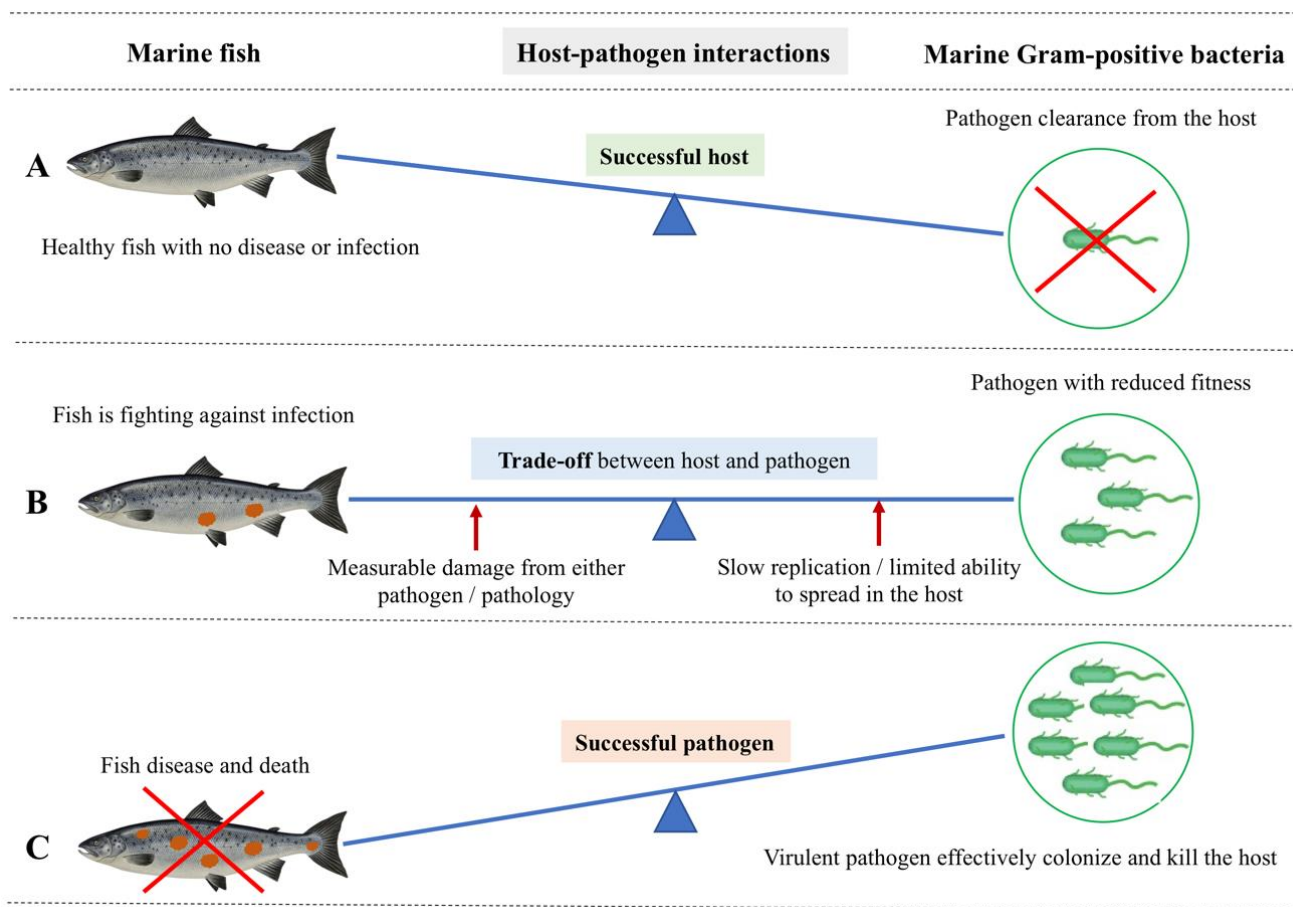 Marine fish
Host-pathogen interactions
Marine Gram-positive bacteria
A
Healthy fish with no disease or infection
Successful host
Pathogen clearance from the host
B
Fish is fighting against infection
Trade-off between host and pathogen
Measurable damage from either
pathogen / pathology
Slow replication / limited ability
to spread in the host
Pathogen with reduced fitness
C
Fish disease and death
Successful pathogen
Virulent pathogen effectively colonize and kill the host